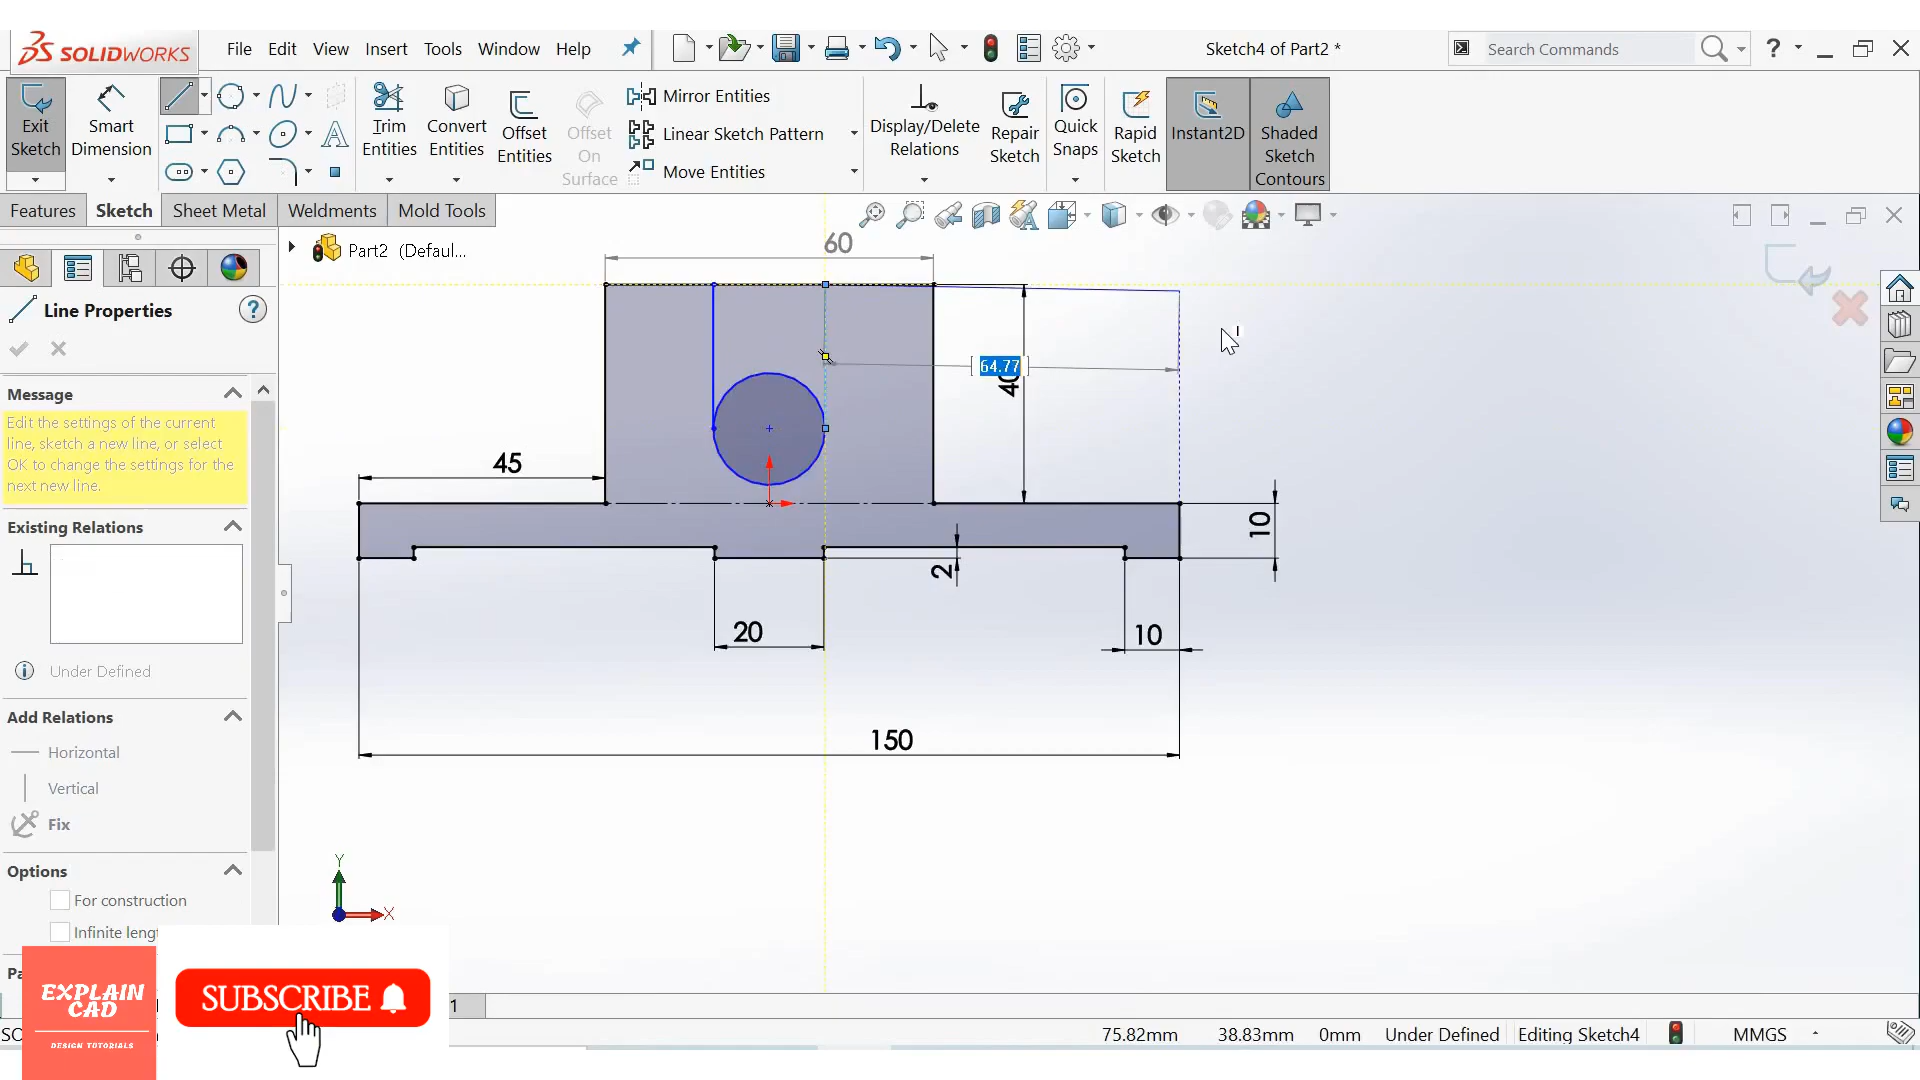 SOLIDWORKS File Edit View Insert Tools Window Help Sketch4 of Part2 * Search Commands ?
Exit Sketch
Smart Dimension
Trim Entities
Convert Entities
Offset Entities
Offset On Surface
Mirror Entities
Linear Sketch Pattern
Move Entities
Display/Delete Relations
Repair Sketch
Quick Snaps
Rapid Sketch
Instant2D
Shaded Sketch Contours
Features Sketch Sheet Metal Weldments Mold Tools
Part2 (Defaul...
Line Properties ?
Message
Edit the settings of the current
line, sketch a new line, or select
OK to change the settings for the
next new line.
Existing Relations
Under Defined
Add Relations
Horizontal
Vertical
Fix
Options
For construction
Infinite lengt
Pa
60
64.77
40
45
10
2
20
10
150
Y
X
EXPLAIN
CAD
DESIGN TUTORIALS
SUBSCRIBE
1
SO 75.82mm 38.83mm 0mm Under Defined Editing Sketch4 MMGS